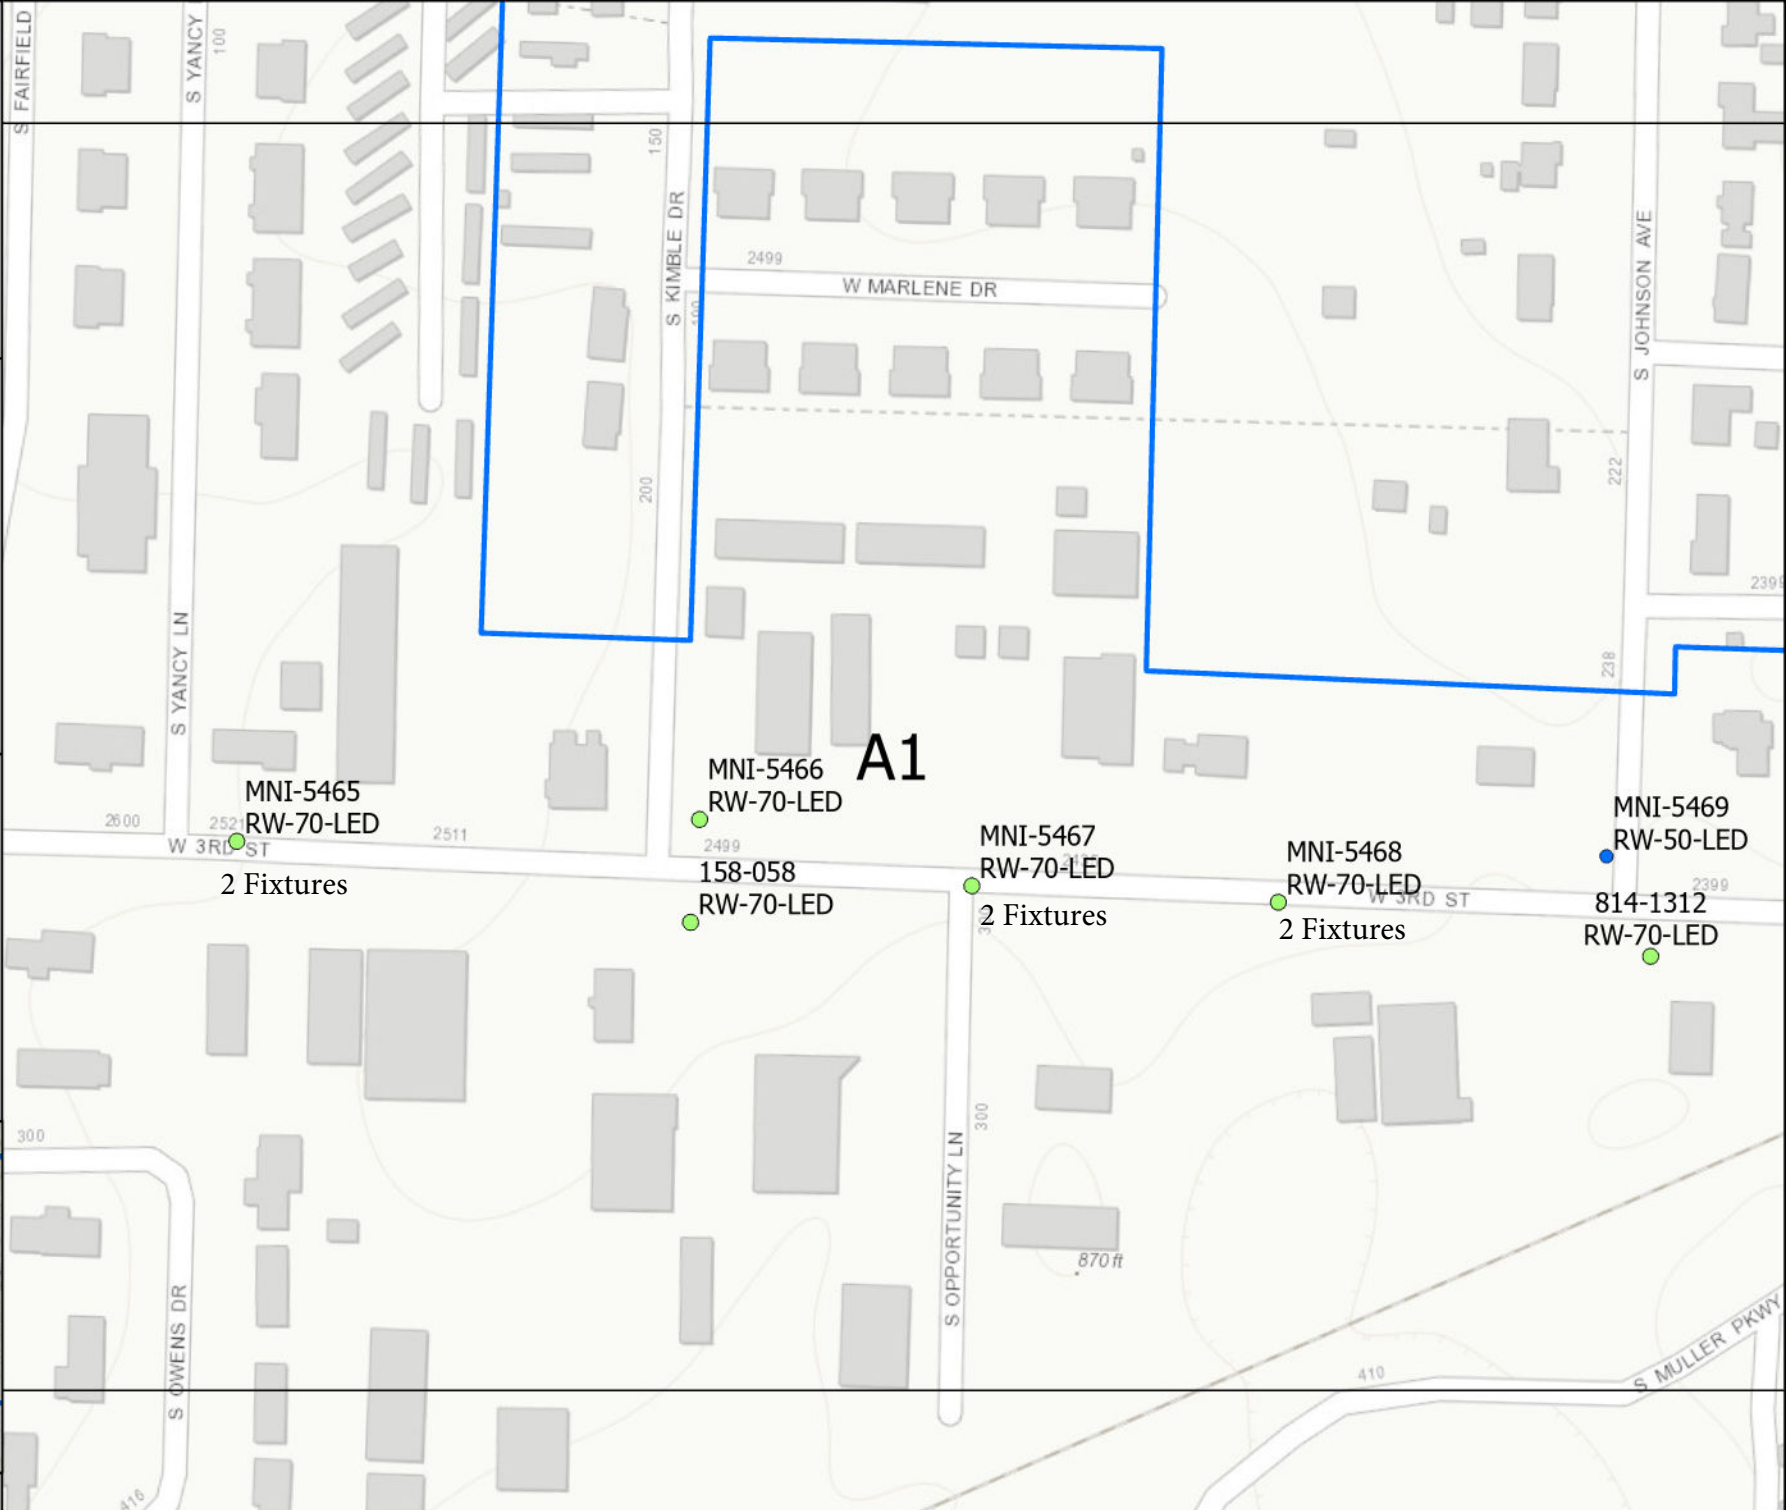 S FAIRFIELD
S YANCY
100
150
S KIMBLE DR
2499
W MARLENE DR
100
S JOHNSON AVE
200
222
2399
S YANCY LN
238
A1
MNI-5465
RW-70-LED
MNI-5466
RW-70-LED
2600
2521
2511
W 3RD ST
2 Fixtures
2499
158-058
RW-70-LED
MNI-5467
RW-70-LED
2 Fixtures
MNI-5468
RW-70-LED
W 3RD ST
2 Fixtures
MNI-5469
RW-50-LED
2399
814-1312
RW-70-LED
300
300
S OPPORTUNITY LN
870 ft
S OWENS DR
410
S MULLER PKWY
416